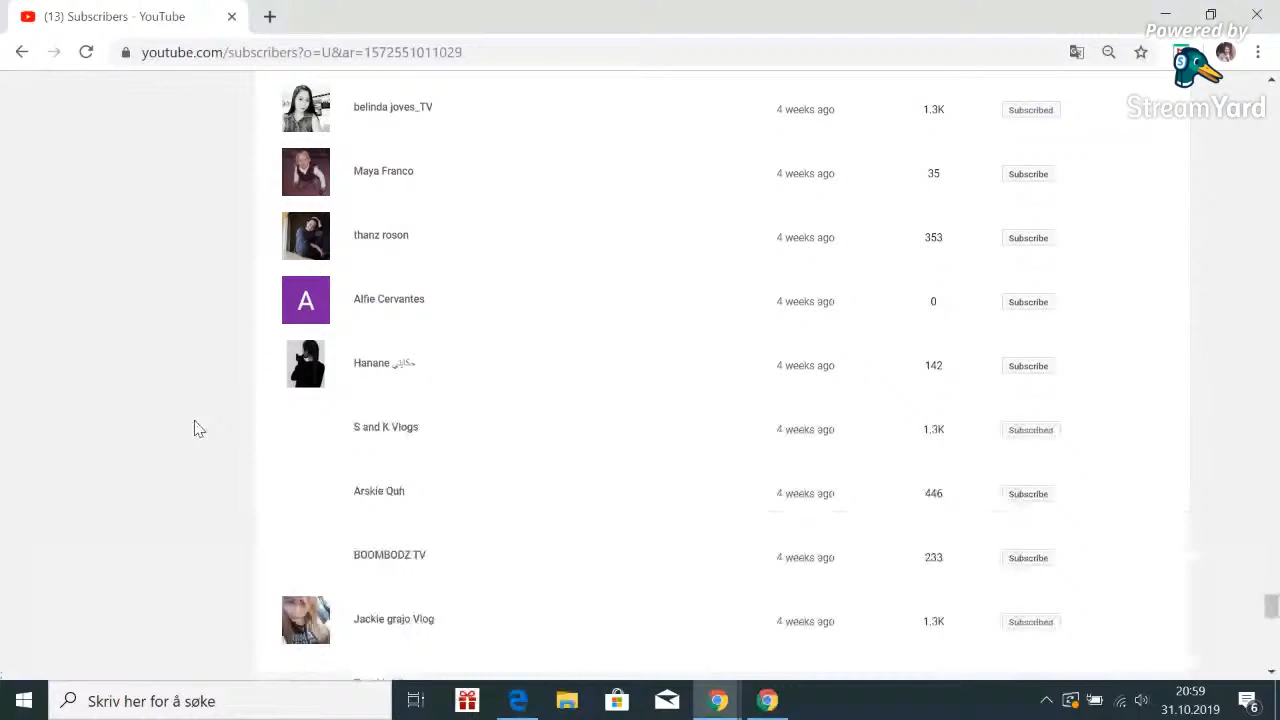 (13) Subscribers - YouTube
youtube.com/subscribers?o=U&ar=1572551011029
Powered by
S
StreamYard
belinda joves_TV 4 weeks ago 1.3K Subscribed
Maya Franco 4 weeks ago 35 Subscribe
thanz roson 4 weeks ago 353 Subscribe
A
Alfie Cervantes 4 weeks ago 0 Subscribe
Hanane حكايتي 4 weeks ago 142 Subscribe
S and K Vlogs 4 weeks ago 1.3K Subscribed
Arskie Quh 4 weeks ago 446 Subscribe
BOOMBODZ TV 4 weeks ago 233 Subscribe
Jackie grajo Vlog 4 weeks ago 1.3K Subscribed
Skriv her for å søke
20:59
31.10.2019
6